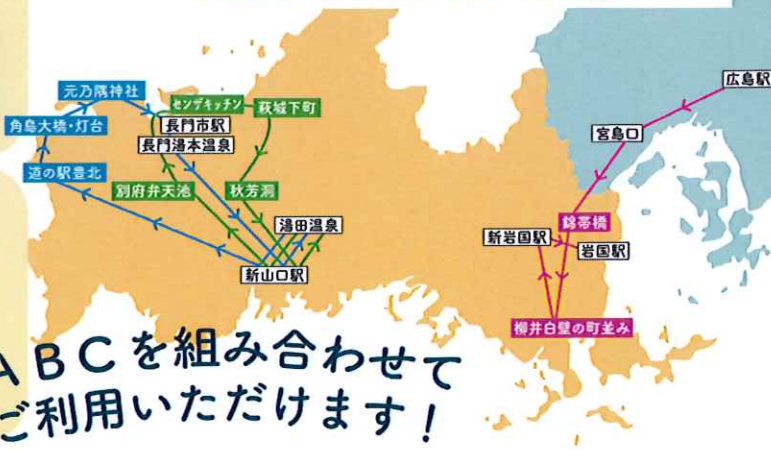 元乃隅神社
センザキッチン
萩城下町
角島大橋・灯台
長門市駅
長門湯本温泉
道の駅豊北
別府弁天池
秋芳洞
湯田温泉
新山口駅
広島駅
宮島口
錦帯橋
新岩国駅
岩国駅
柳井白壁の町並み
ABCを組み合わせて
ご利用いただけます!